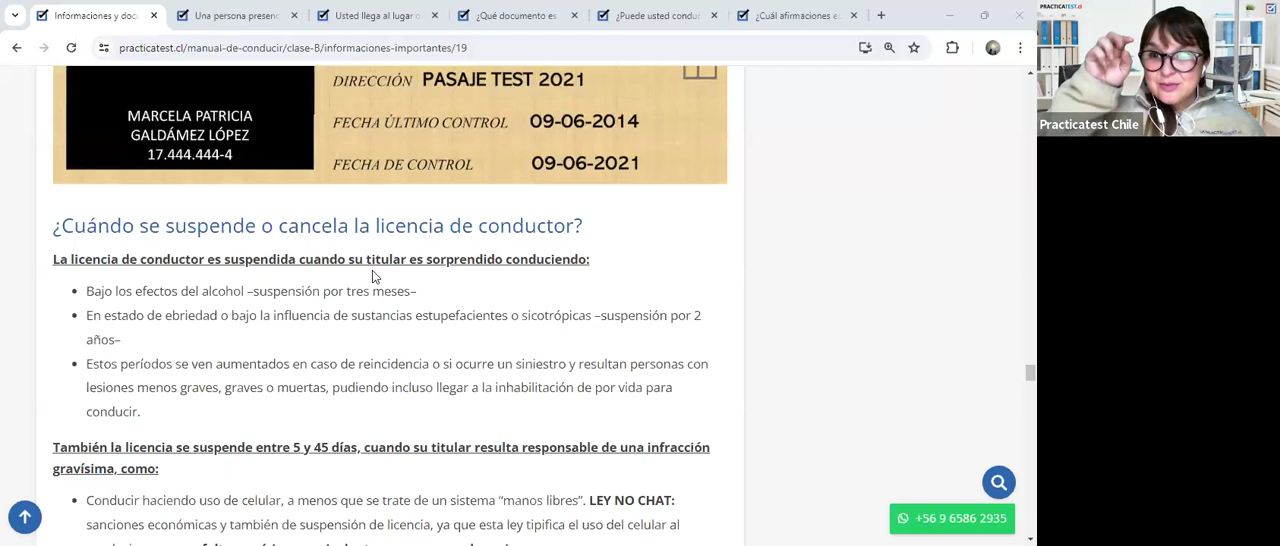 Informaciones y docu
Una persona presenc
Usted llega al lugar o
¿Qué documento es
¿Puede usted conduc
¿Cuál afirmaciones es
practicatest.cl/manual-de-conducir/clase-B/informaciones-importantes/19
PRACTICATEST.cl
Practicatest Chile
DIRECCIÓN PASAJE TEST 2021
MARCELA PATRICIA
GALDÁMEZ LÓPEZ
17.444.444-4
FECHA ÚLTIMO CONTROL 09-06-2014
FECHA DE CONTROL 09-06-2021
¿Cuándo se suspende o cancela la licencia de conductor?
La licencia de conductor es suspendida cuando su titular es sorprendido conduciendo:
• Bajo los efectos del alcohol –suspensión por tres meses–
• En estado de ebriedad o bajo la influencia de sustancias estupefacientes o sicotrópicas –suspensión por 2
años–
• Estos períodos se ven aumentados en caso de reincidencia o si ocurre un siniestro y resultan personas con
lesiones menos graves, graves o muertas, pudiendo incluso llegar a la inhabilitación de por vida para
conducir.
También la licencia se suspende entre 5 y 45 días, cuando su titular resulta responsable de una infracción
gravísima, como:
• Conducir haciendo uso de celular, a menos que se trate de un sistema “manos libres”. LEY NO CHAT:
sanciones económicas y también de suspensión de licencia, ya que esta ley tipifica el uso del celular al
+56 9 6586 2935